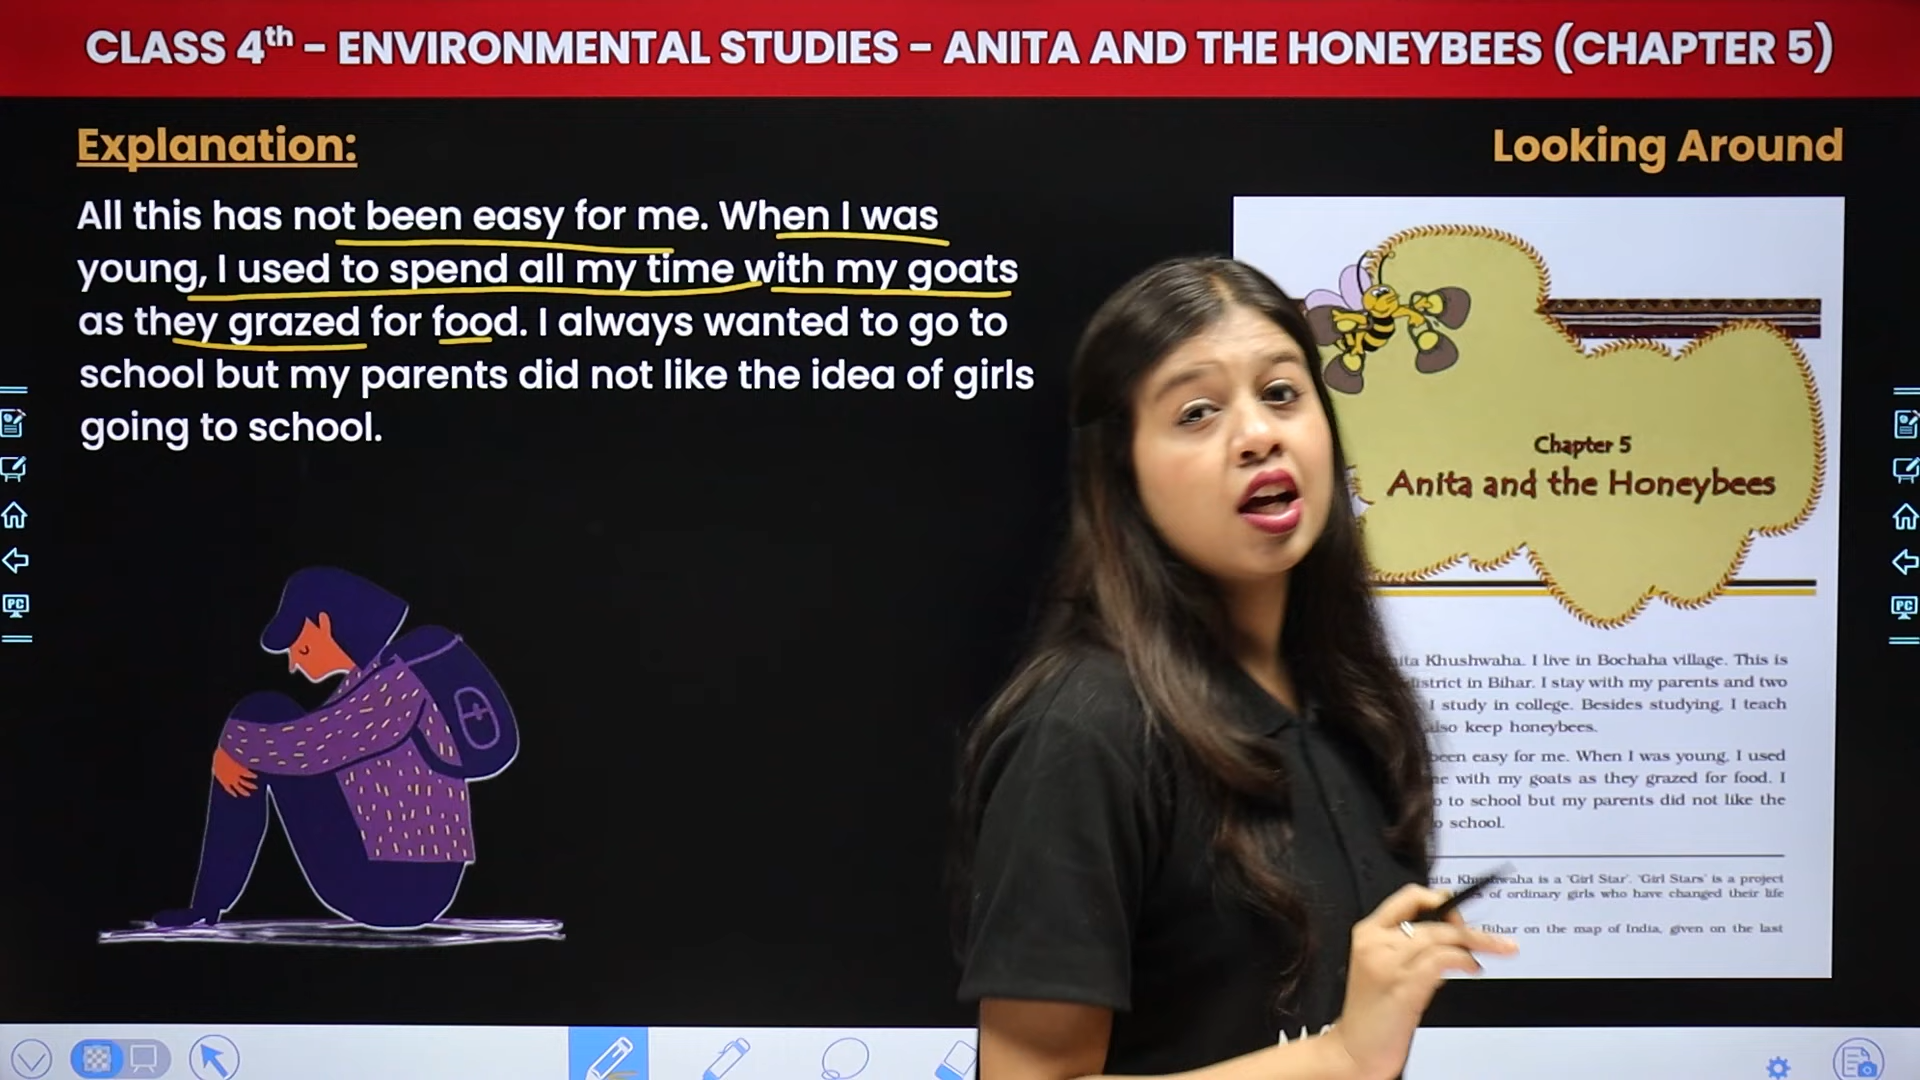 CLASS 4th – ENVIRONMENTAL STUDIES – ANITA AND THE HONEYBEES (CHAPTER 5)
Explanation:
Looking Around
All this has not been easy for me. When I was
young, I used to spend all my time with my goats
as they grazed for food. I always wanted to go to
school but my parents did not like the idea of girls
going to school.
Chapter 5
Anita and the Honeybees
Khushwaha. I live in Bochaha village. This is
district in Bihar. I stay with my parents and two
I study in college. Besides studying, I teach
also keep honeybees.
been easy for me. When I was young, I used
with my goats as they grazed for food. I
to school but my parents did not like the
school.
is a 'Girl Star'. 'Girl Stars' is a project
of ordinary girls who have changed their life
Bihar on the map of India, given on the last
PC
PC